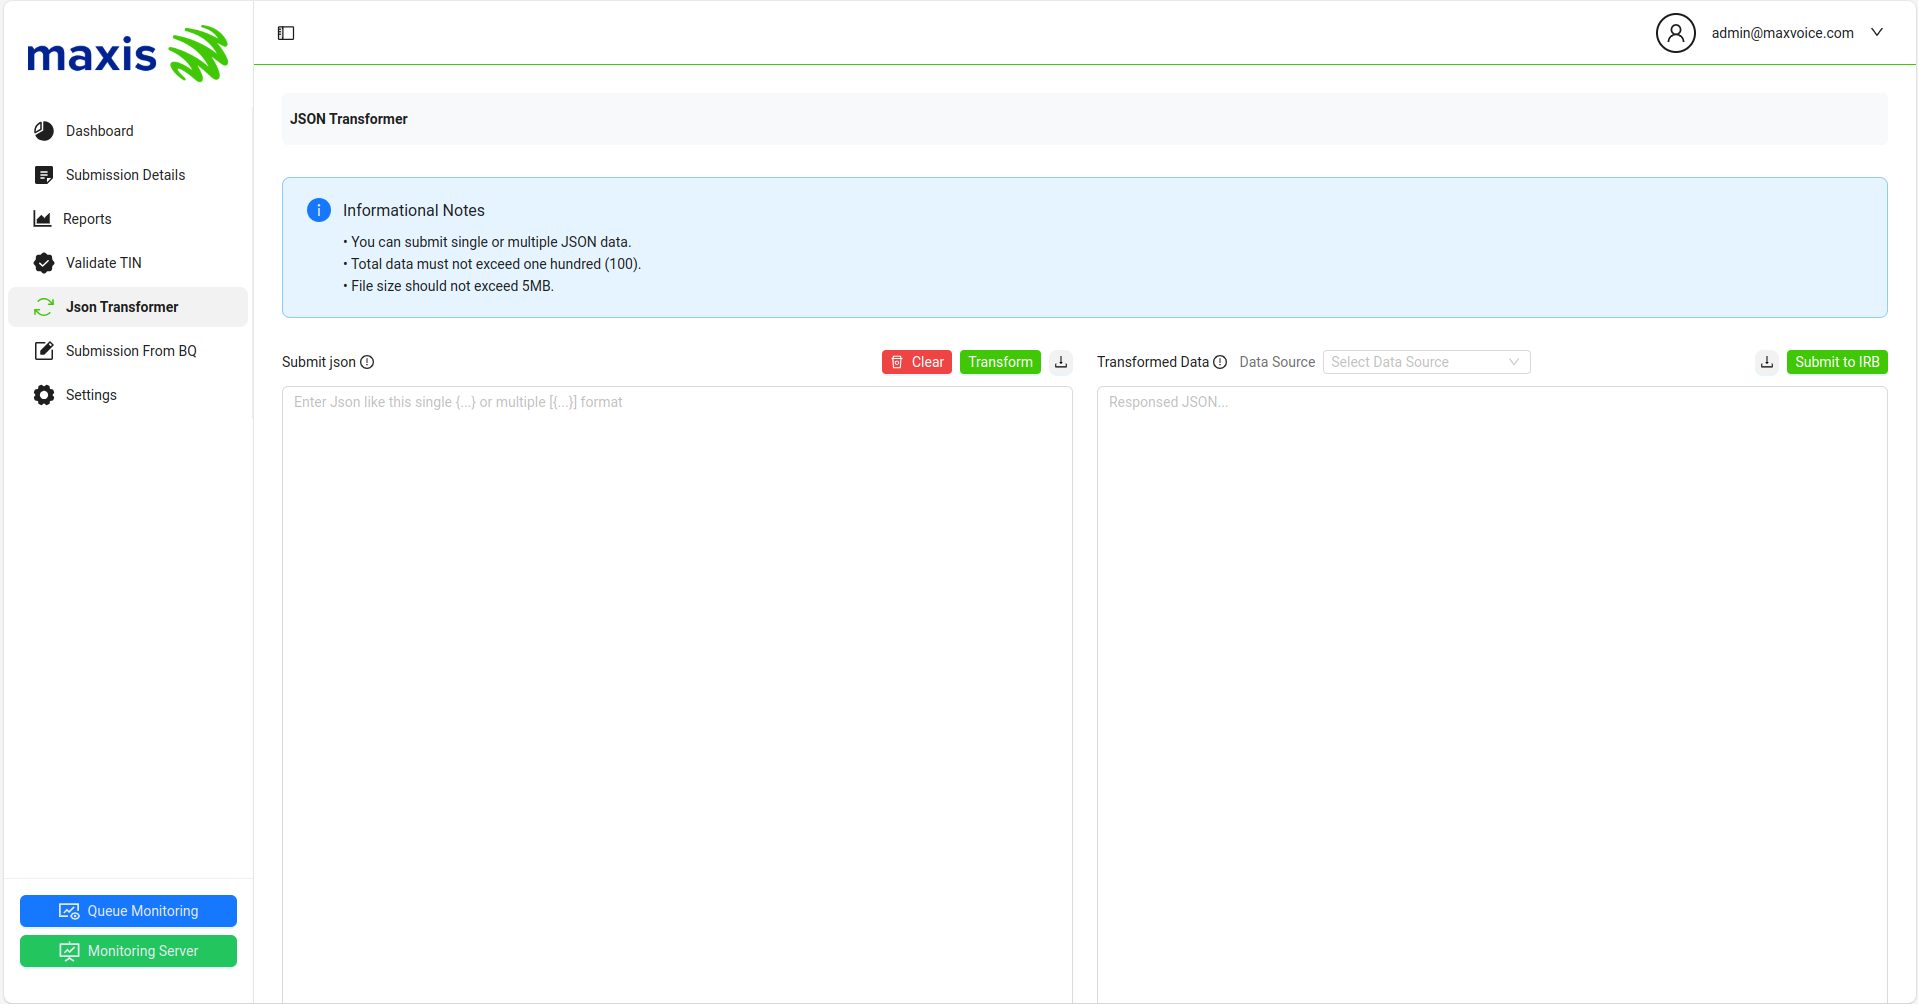 maxis
admin@maxvoice.com
Dashboard
Submission Details
Reports
Validate TIN
Json Transformer
Submission From BQ
Settings
Queue Monitoring
Monitoring Server
JSON Transformer
Informational Notes
• You can submit single or multiple JSON data.
• Total data must not exceed one hundred (100).
• File size should not exceed 5MB.
Submit json
Clear
Transform
Enter Json like this single {...} or multiple [{...}] format
Transformed Data
Data Source
Select Data Source
Submit to IRB
Responsed JSON...